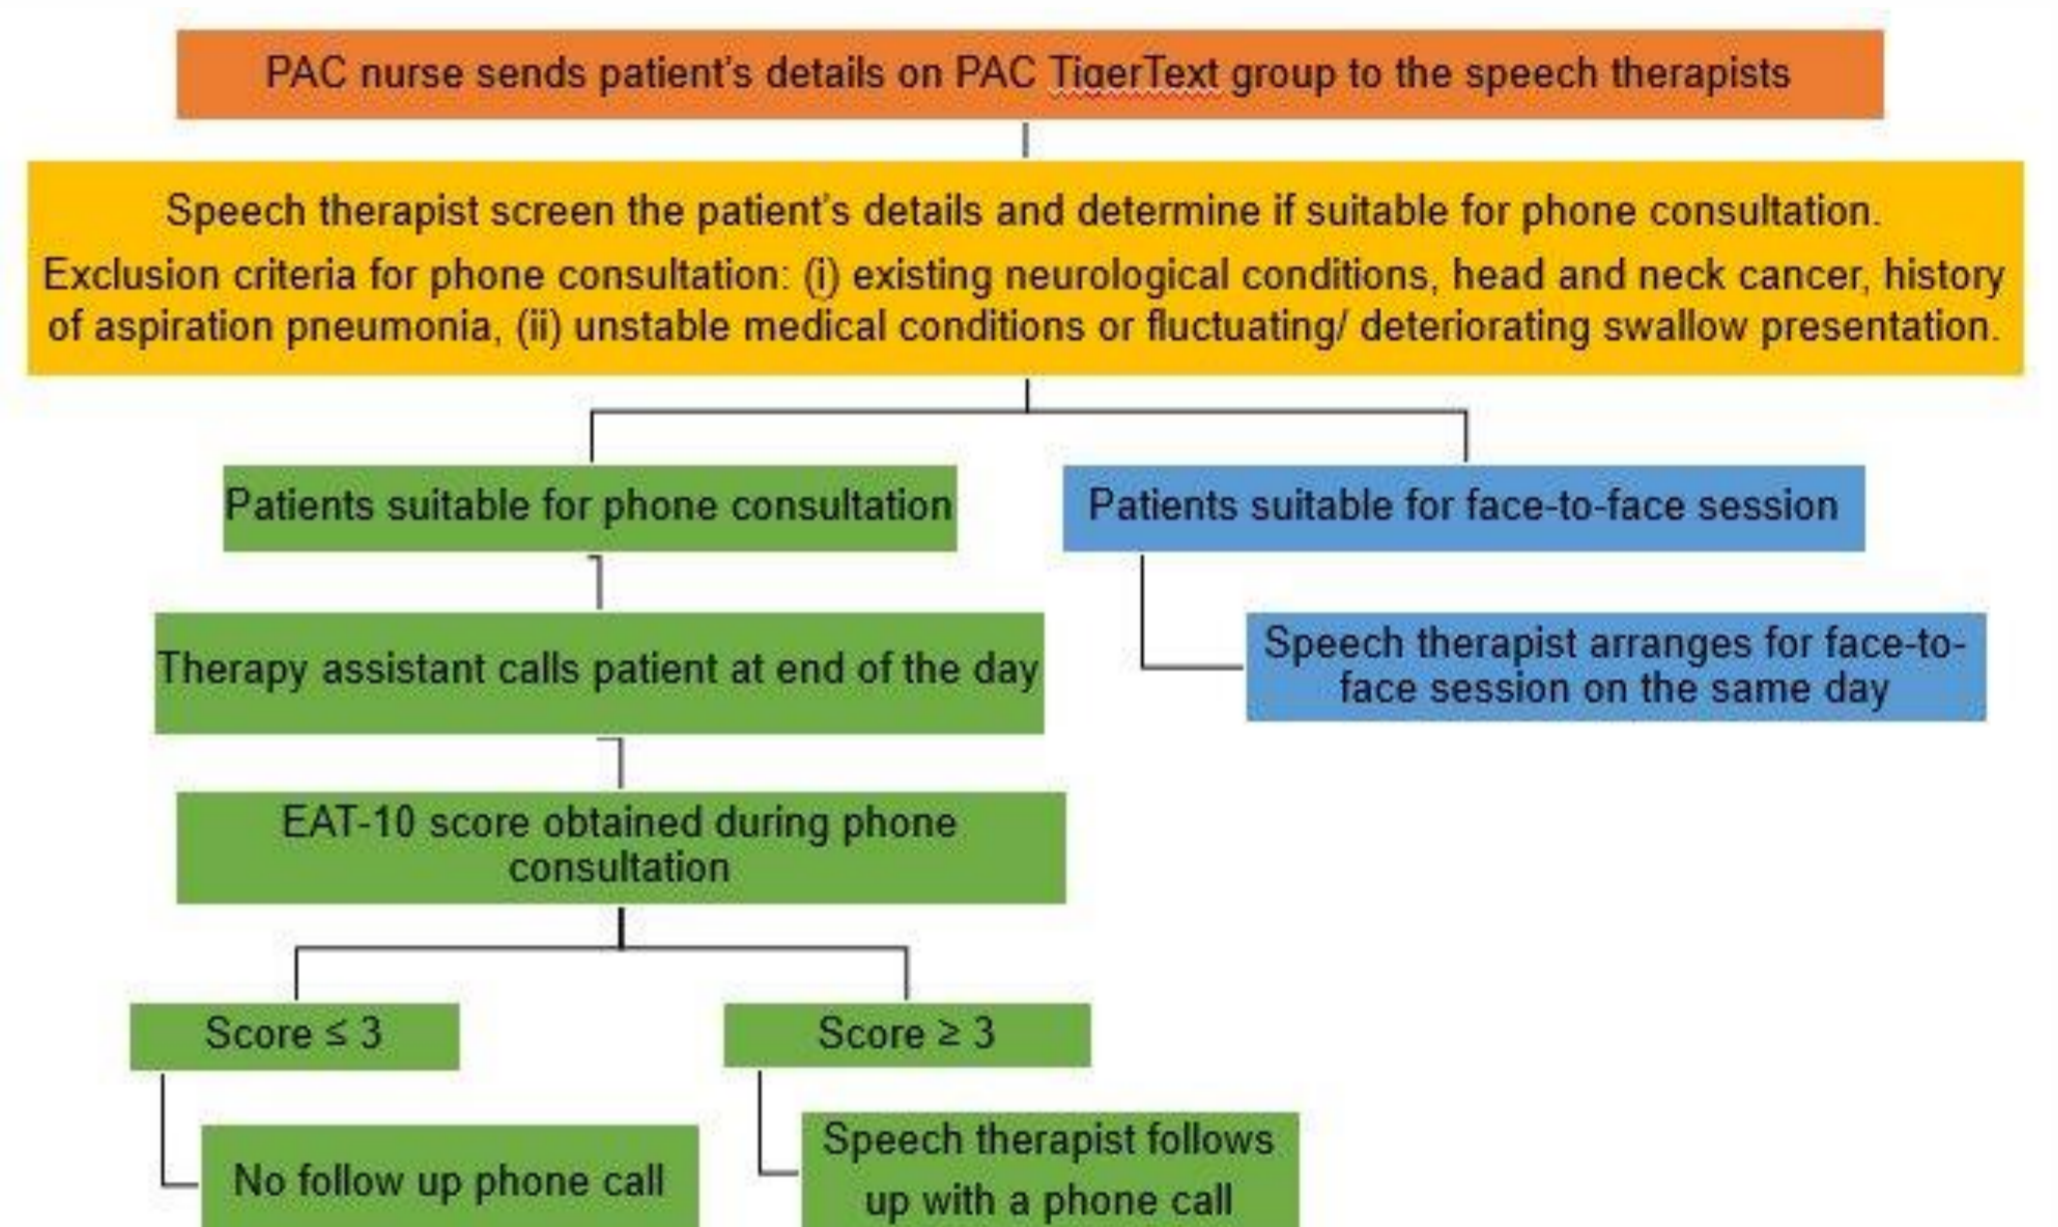 PAC nurse sends patient's details on PAC TigerText group to the speech therapists
Speech therapist screen the patient's details and determine if suitable for phone consultation.
Exclusion criteria for phone consultation: (i) existing neurological conditions, head and neck cancer, history
of aspiration pneumonia, (ii) unstable medical conditions or fluctuating/ deteriorating swallow presentation.
Patients suitable for phone consultation
Patients suitable for face-to-face session
Therapy assistant calls patient at end of the day
Speech therapist arranges for face-to-
face session on the same day
EAT-10 score obtained during phone
consultation
Score ≤ 3
Score ≥ 3
No follow up phone call
Speech therapist follows
up with a phone call